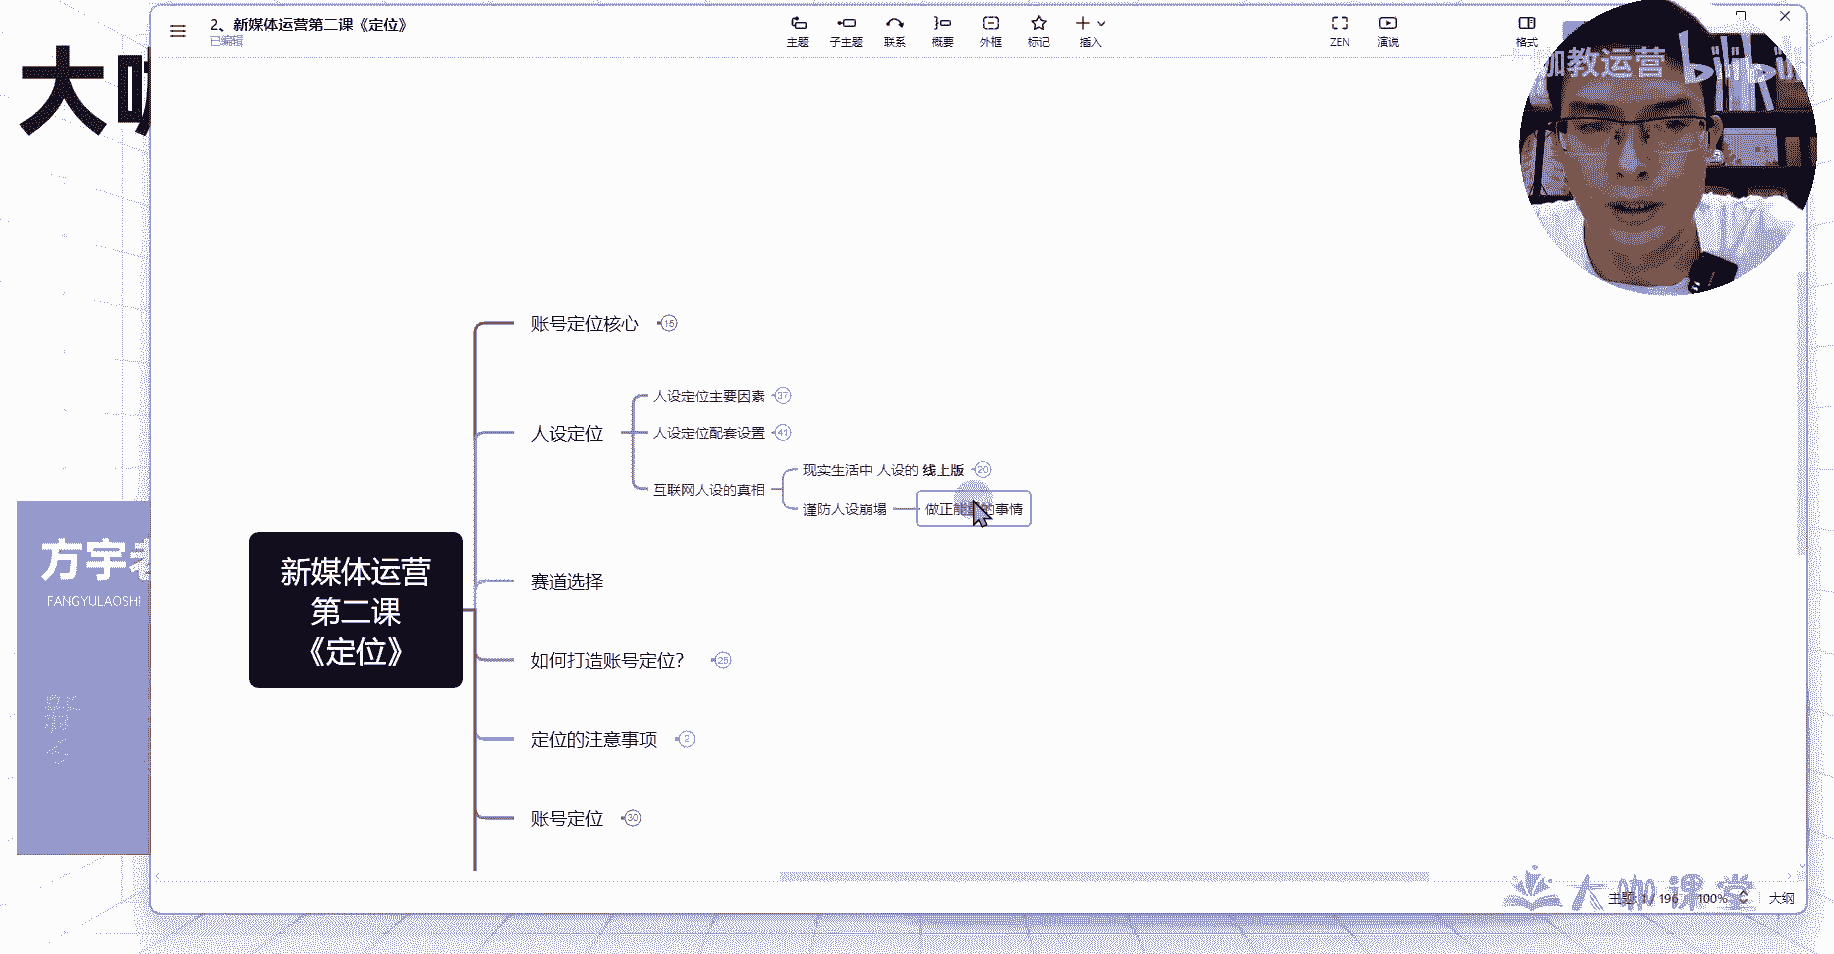 2、新媒体运营第二课《定位》
已编辑
主题
子主题
联系
概要
外框
标记
插入
ZEN
演说
格式
咖教运营
bilibili
大咖
账号定位核心 15
人设定位主要因素 37
人设定位
人设定位配套设置 41
现实生活中 人设的 线上版 20
互联网人设的真相
谨防人设崩塌
做正能量的事情
方宇老
FANGYULAOSHI
新媒体运营
第二课
《定位》
赛道选择
如何打造账号定位? 25
定位的注意事项 2
账号定位 30
大咖课堂
主题: 1 / 196
100%
大纲